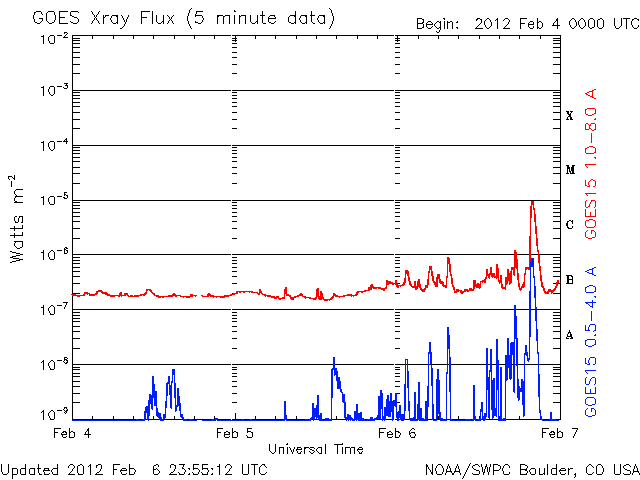 GOES Xray Flux (5 minute data)
Begin: 2012 Feb 4 0000 UTC
10⁻²
10⁻³
10⁻⁴
10⁻⁵
10⁻⁶
10⁻⁷
10⁻⁸
10⁻⁹
Watts m⁻²
X
M
C
B
A
GOES15 1.0-8.0 A
GOES15 0.5-4.0 A
Feb 4
Feb 5
Feb 6
Feb 7
Universal Time
Updated 2012 Feb 6 23:55:12 UTC
NOAA/SWPC Boulder, CO USA